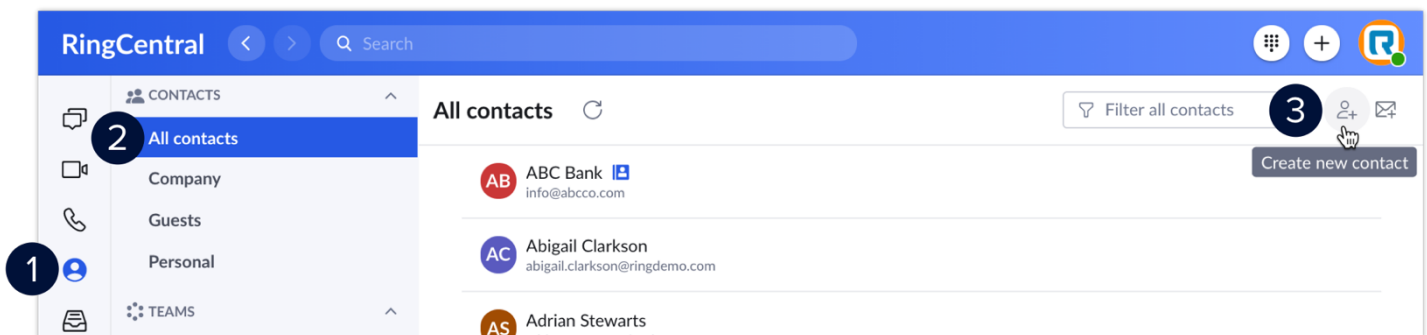 RingCentral
Search
CONTACTS
2
All contacts
Company
Guests
Personal
1
TEAMS
All contacts
Filter all contacts
3
Create new contact
AB
ABC Bank
info@abcco.com
AC
Abigail Clarkson
abigail.clarkson@ringdemo.com
AS
Adrian Stewarts